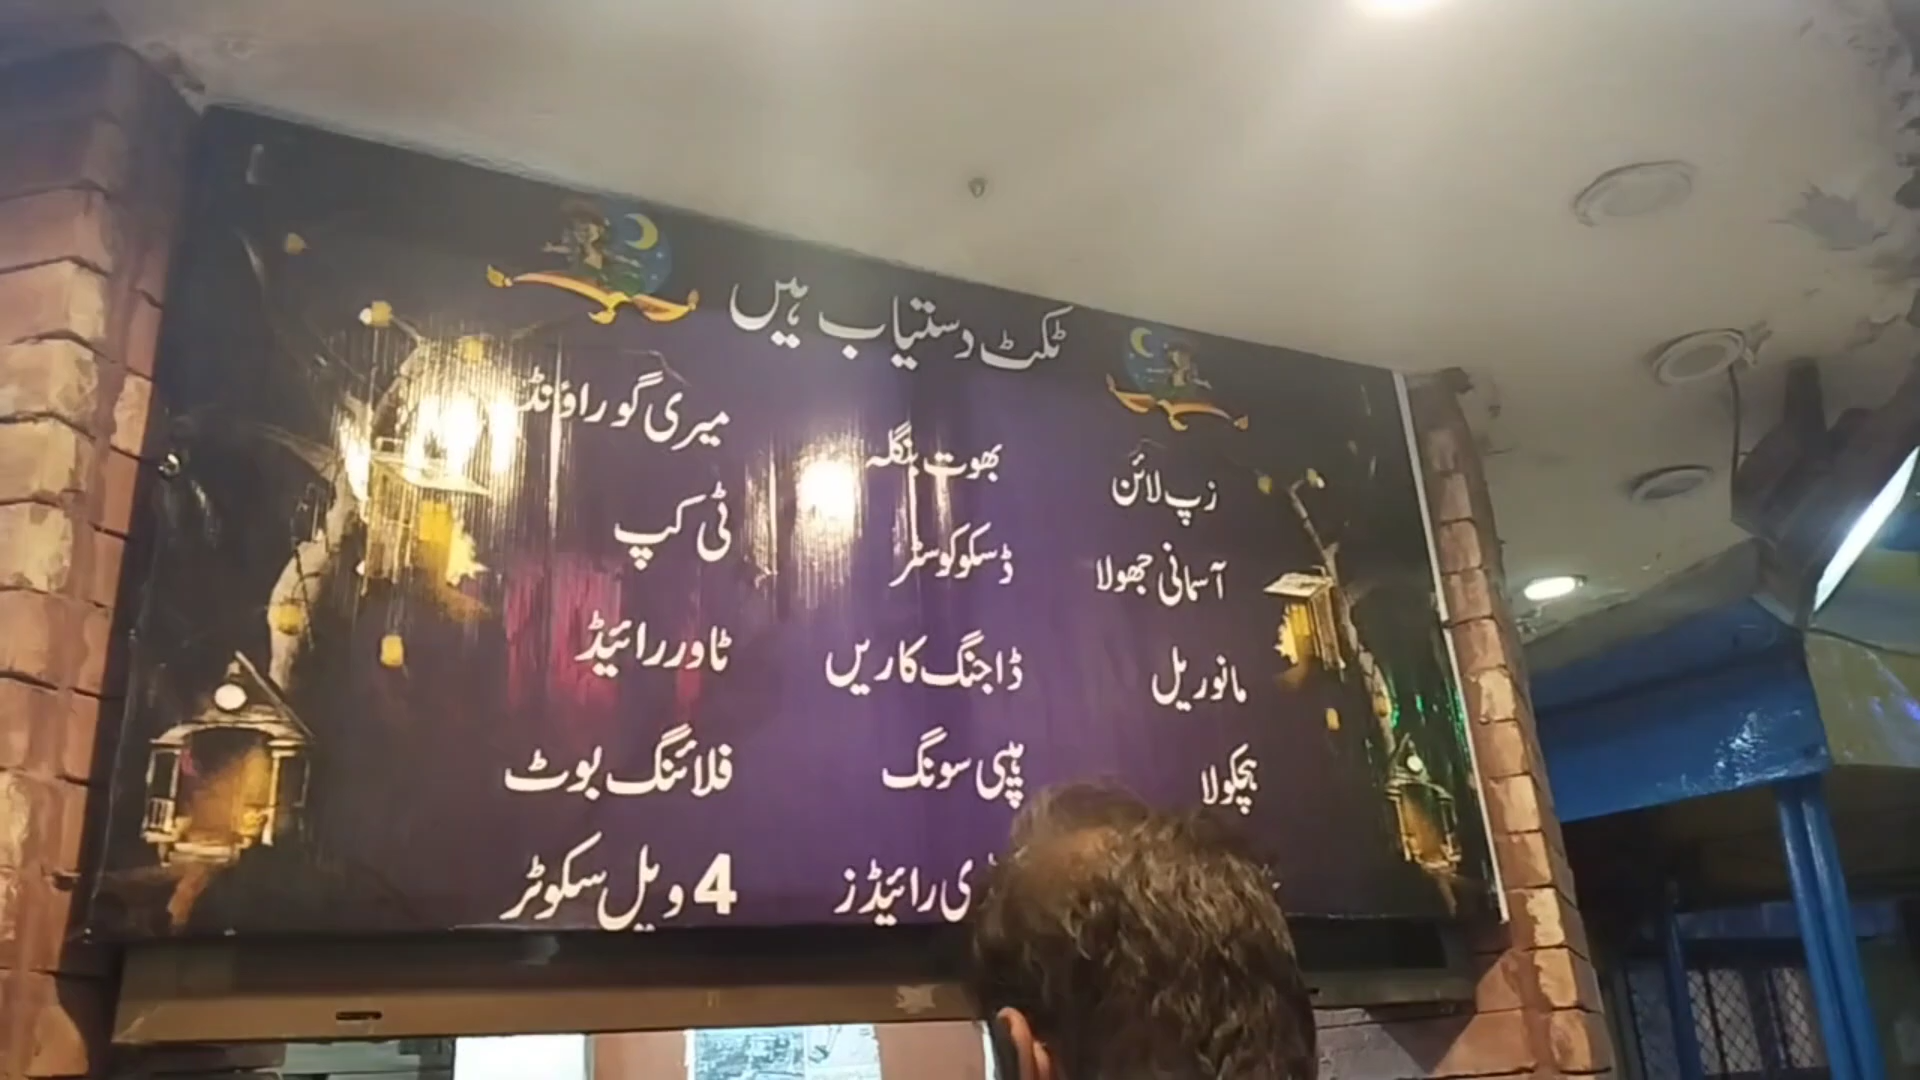 ٹکٹ دستیاب ہیں
زپ لائن
آسمانی جھولا
مانوریل
ہچکولا
بھوت بنگلہ
ڈسکو کوسٹر
ڈاجنگ کاریں
ہپی سونگ
ڈی رائیڈز
میری گو راؤنڈ
ٹی کپ
ٹاور رائیڈ
فلائنگ بوٹ
4 ویل سکوٹر